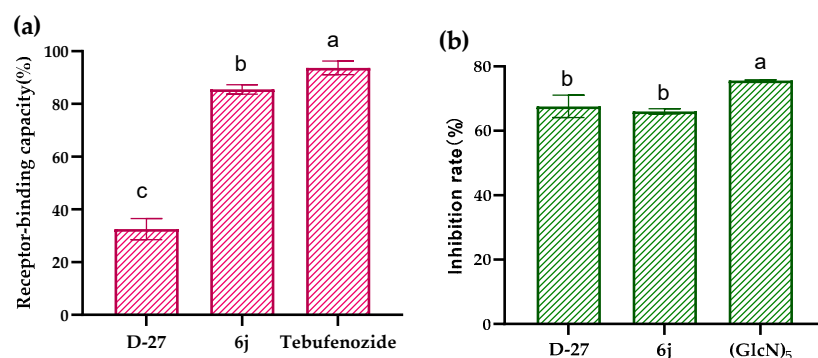 (a)
Receptor-binding capacity(%)
100
80
60
40
20
0
c
b
a
D-27 6j Tebufenozide
(b)
Inhibition rate(%)
80
60
40
20
0
b
b
a
D-27 6j (GlcN)₅